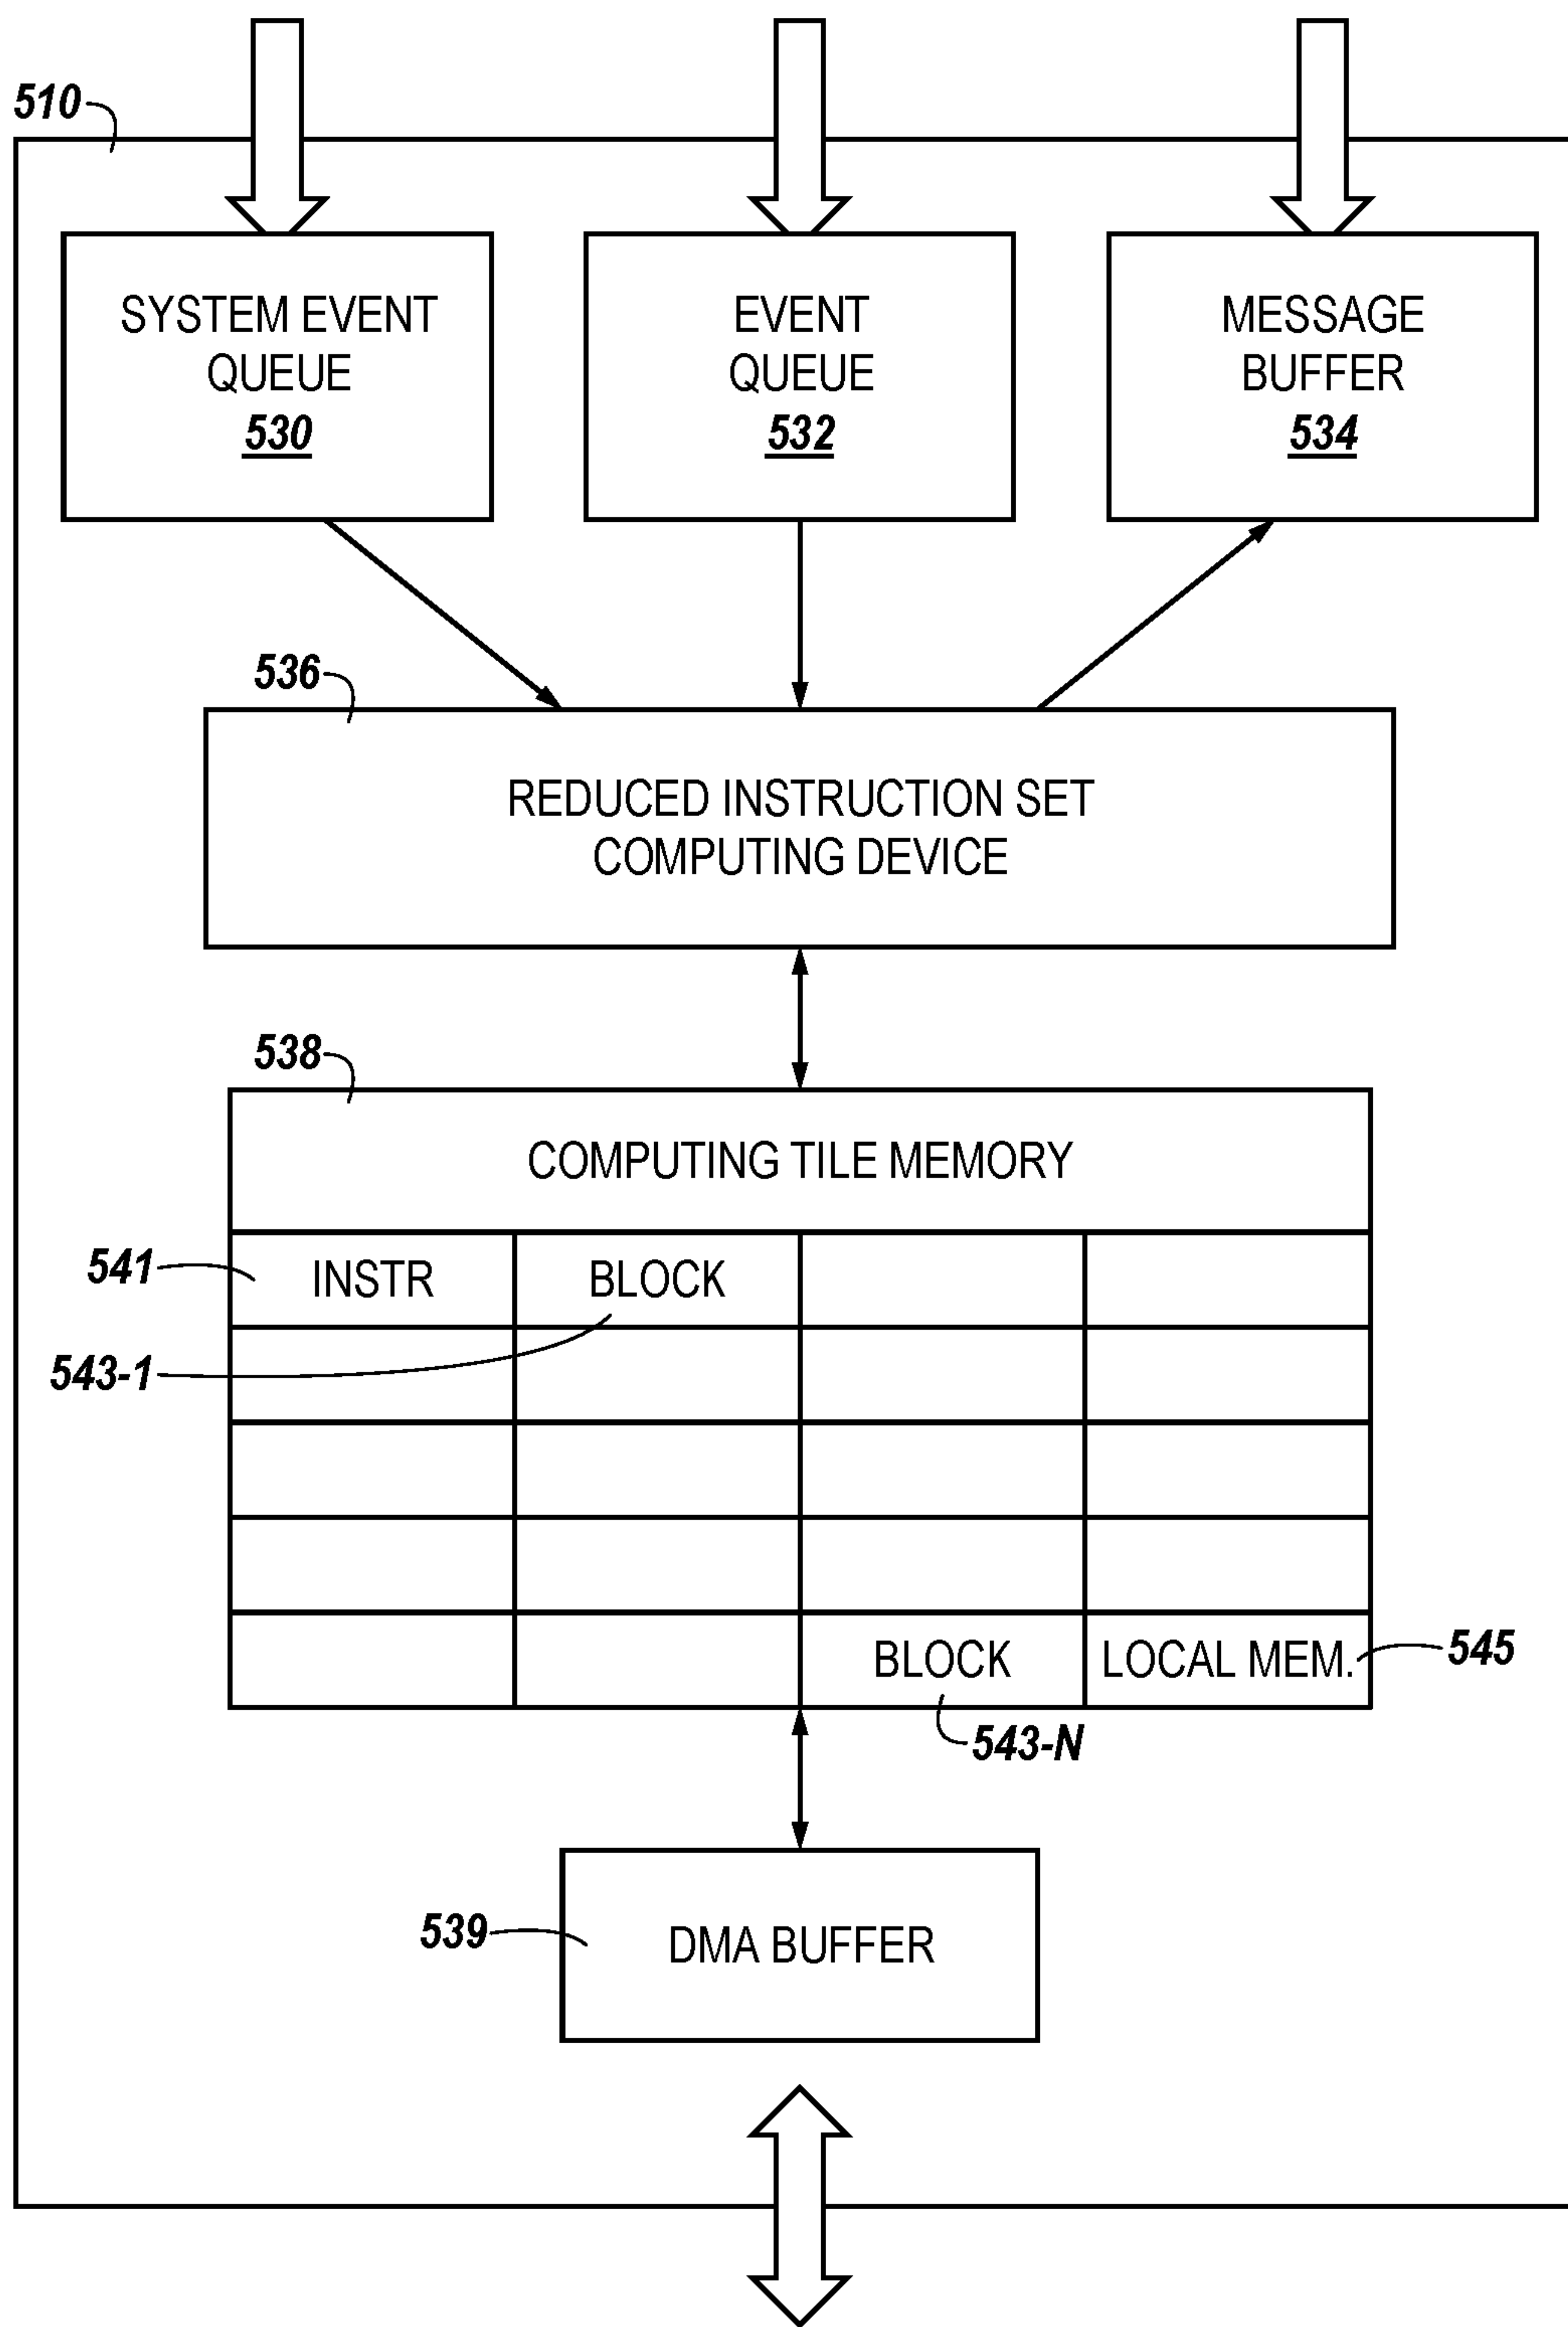 510
SYSTEM EVENT
QUEUE
530
EVENT
QUEUE
532
MESSAGE
BUFFER
534
536
REDUCED INSTRUCTION SET
COMPUTING DEVICE
538
COMPUTING TILE MEMORY
541
INSTR
BLOCK
543-1
BLOCK
LOCAL MEM.
545
543-N
539
DMA BUFFER